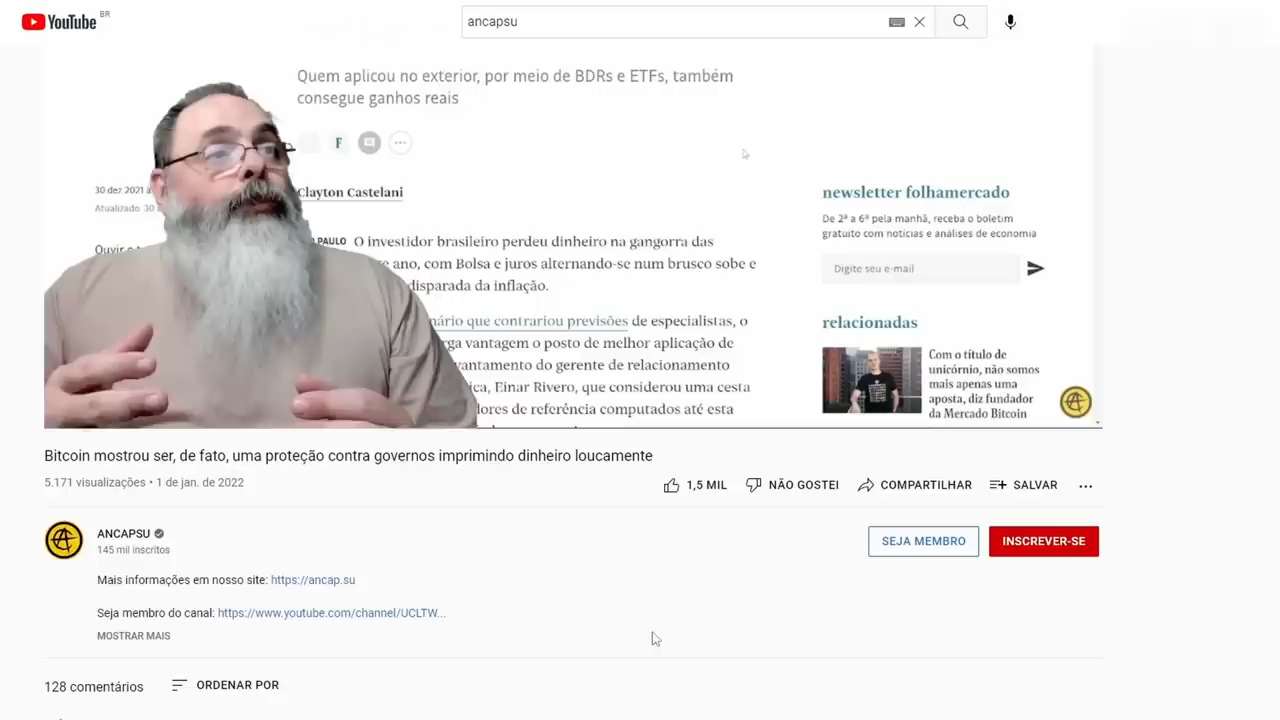 YouTube BR
ancapsu
Quem aplicou no exterior, por meio de BDRs e ETFs, também
consegue ganhos reais
F
30 dez.2021 à
Atualizado 30
Clayton Castelani
Ouvir o
PAULO O investidor brasileiro perdeu dinheiro na gangorra das
ano, com Bolsa e juros alternando-se num brusco sobe e
disparada da inflação.
nário que contrariou previsões de especialistas, o
rga vantagem o posto de melhor aplicação de
vantamento do gerente de relacionamento
ica, Einar Rivero, que considerou uma cesta
dores de referência computados até esta
newsletter folhamercado
De 2ª a 6ª pela manhã, receba o boletim
gratuito com notícias e análises de economia
Digite seu e-mail
relacionadas
Com o título de
unicórnio, não somos
mais apenas uma
aposta, diz fundador
da Mercado Bitcoin
Bitcoin mostrou ser, de fato, uma proteção contra governos imprimindo dinheiro loucamente
5.171 visualizações • 1 de jan. de 2022
1,5 MIL
NÃO GOSTEI
COMPARTILHAR
SALVAR
ANCAPSU
145 mil inscritos
SEJA MEMBRO
INSCREVER-SE
Mais informações em nosso site: https://ancap.su
Seja membro do canal: https://www.youtube.com/channel/UCLTW...
MOSTRAR MAIS
128 comentários
ORDENAR POR